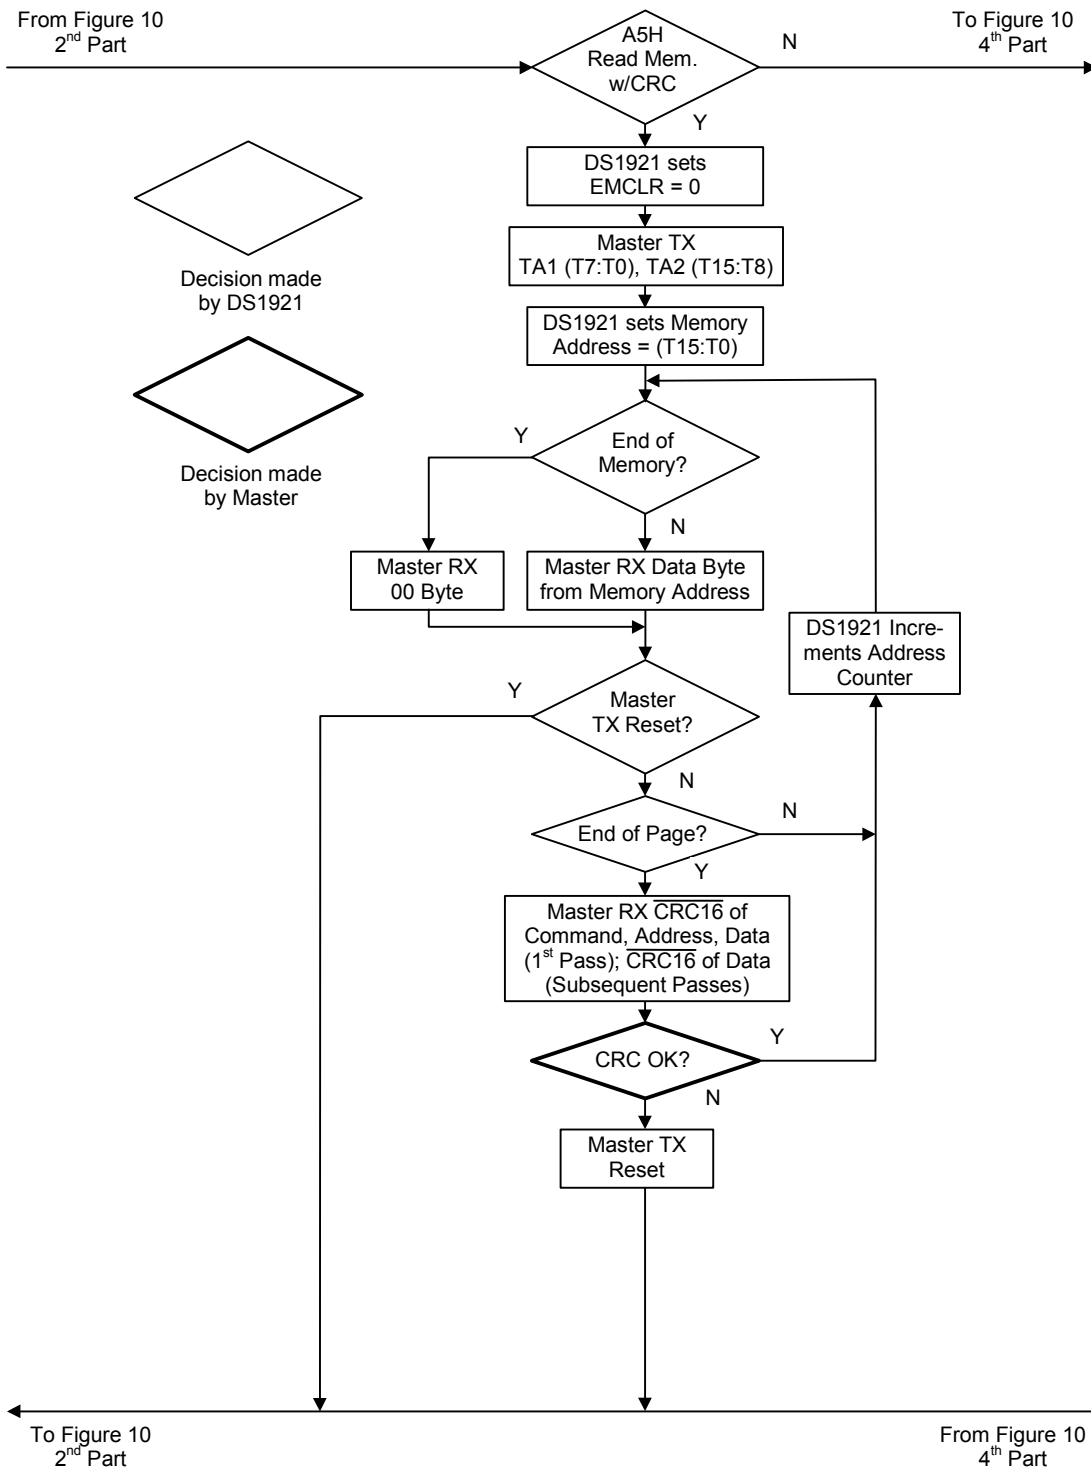 From Figure 10
2nd Part
A5H
Read Mem.
w/CRC
N
To Figure 10
4th Part
Y
DS1921 sets
EMCLR = 0
Master TX
TA1 (T7:T0), TA2 (T15:T8)
Decision made
by DS1921
DS1921 sets Memory
Address = (T15:T0)
Y
End of
Memory?
Decision made
by Master
N
Master RX
00 Byte
Master RX Data Byte
from Memory Address
DS1921 Incre-
ments Address
Counter
Y
Master
TX Reset?
N
End of Page?
N
Y
Master RX CRC16 of
Command, Address, Data
(1st Pass); CRC16 of Data
(Subsequent Passes)
CRC OK?
Y
N
Master TX
Reset
To Figure 10
2nd Part
From Figure 10
4th Part